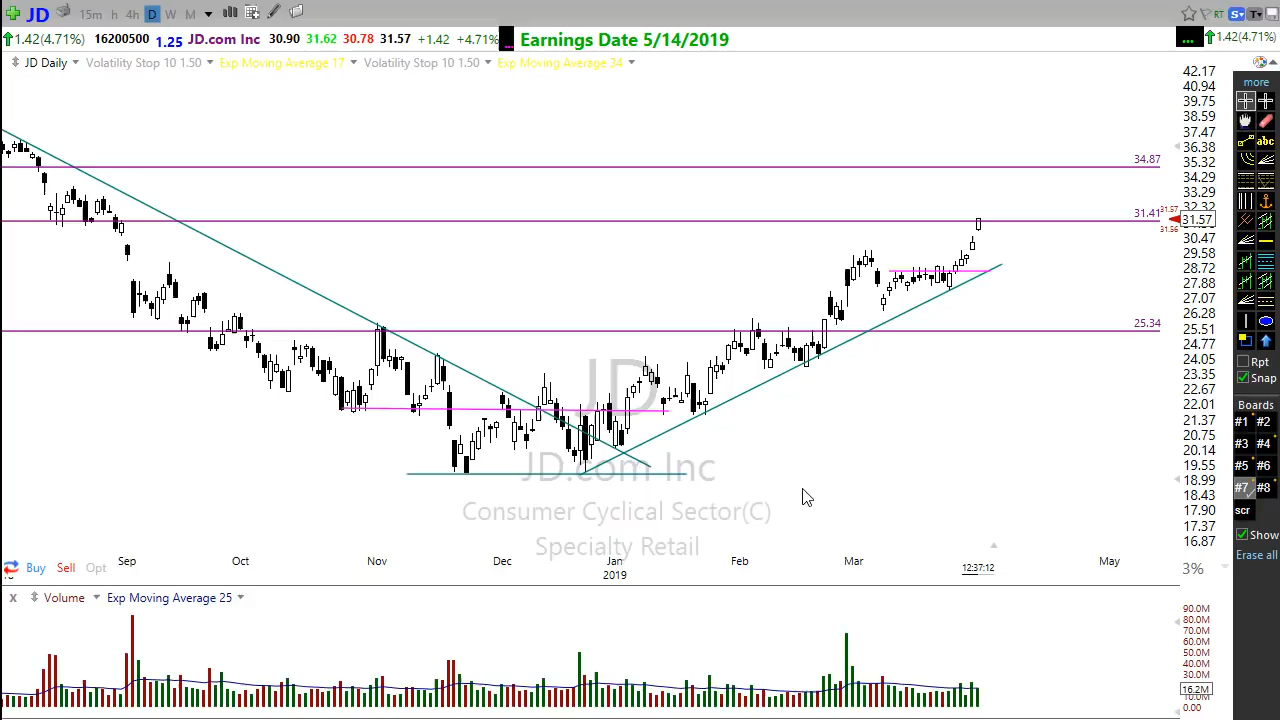 JD 15m h 4h D W M RT S T
1.42(4.71%) 16200500 1.25 JD.com Inc 30.90 31.62 30.78 31.57 +1.42 +4.71% ... Earnings Date 5/14/2019 ... 1.42(4.71%)
JD Daily Volatility Stop 10 1.50 Exp Moving Average 17 Volatility Stop 10 1.50 Exp Moving Average 34
42.17
40.94
39.75
38.59
37.47
36.38
35.32
34.29
33.29
32.32
30.47
29.58
28.72
27.88
27.07
26.28
25.51
24.77
24.05
23.35
22.67
22.01
21.37
20.75
20.14
19.55
18.99
18.43
17.90
17.37
16.87
34.87
31.41
31.57
31.57
31.56
25.34
JD
JD.com Inc
Consumer Cyclical Sector(C)
Specialty Retail
Sep Oct Nov Dec Jan Feb Mar May
2019
12:37:12
Buy Sell Opt
3%
X Volume Exp Moving Average 25
90.0M
80.0M
70.0M
60.0M
50.0M
40.0M
30.0M
16.2M
10.0M
0.00
more
abc
Rpt
Snap
Boards
#1 #2
#3 #4
#5 #6
#7 #8
scr
Show
Erase all